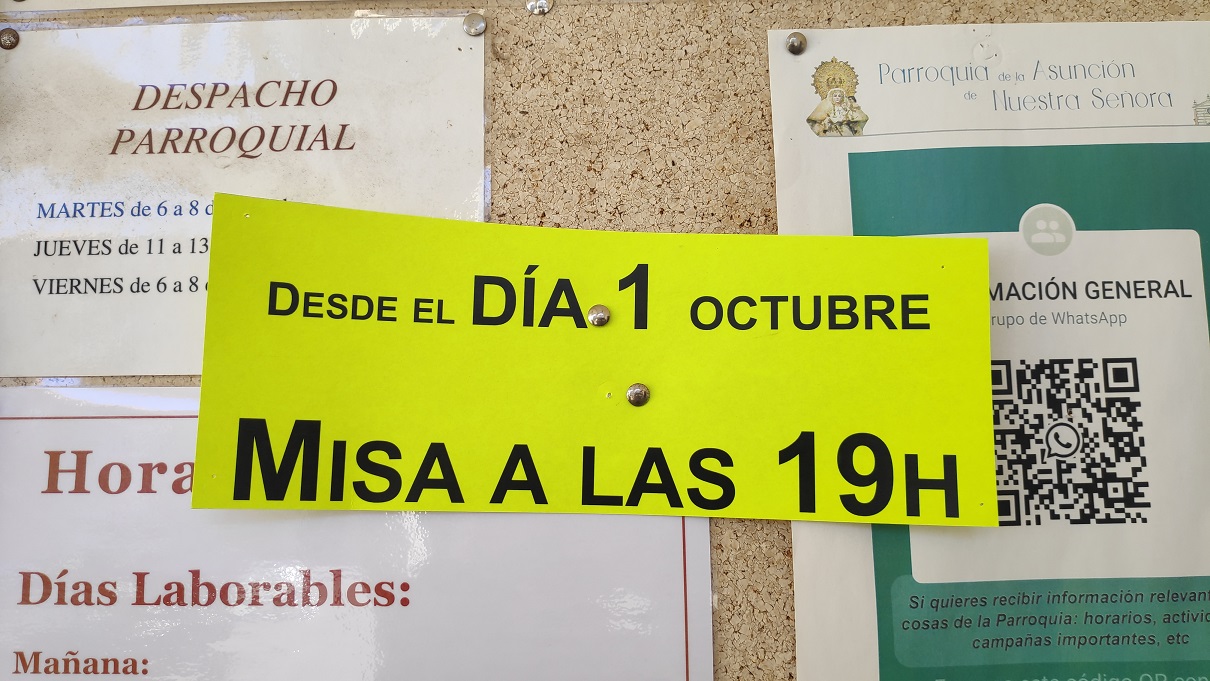 DESPACHO
PARROQUIAL
MARTES de 6 a 8
JUEVES de 11 a 13
VIERNES de 6 a 8
DESDE EL DÍA 1 OCTUBRE
MISA A LAS 19H
Hora
Días Laborables:
Mañana:
Parroquia de la Asunción
de Nuestra Señora
MACIÓN GENERAL
rupo de WhatsApp
Si quieres recibir información relevant
cosas de la Parroquia: horarios, activid
campañas importantes, etc